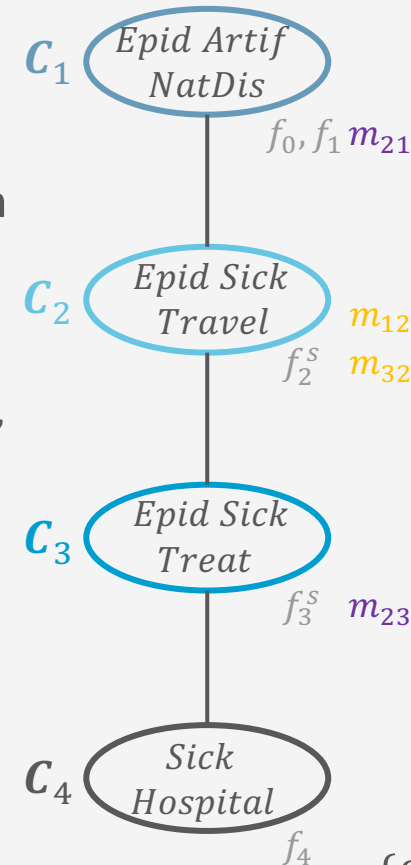 C₁
Epid Artif
NatDis
f₀, f₁ m₂₁
C₂
Epid Sick
Travel
m₁₂
f₂ˢ m₃₂
C₃
Epid Sick
Treat
f₃ˢ m₂₃
C₄
Sick
Hospital
f₄